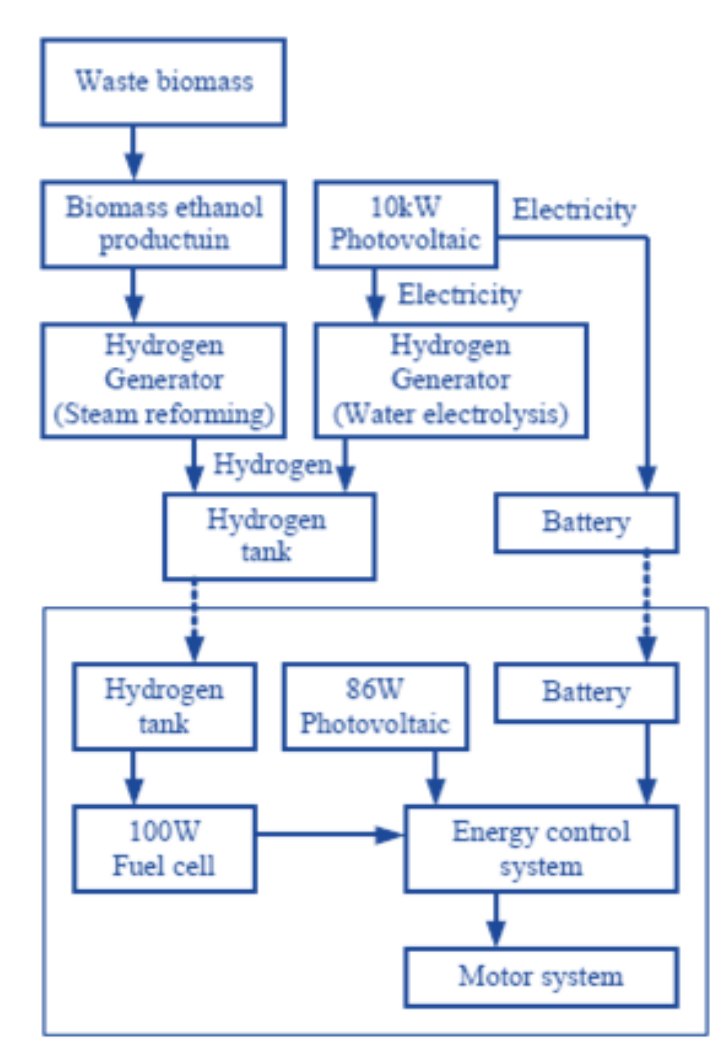 Waste biomass
Biomass ethanol
productuin
10kW
Photovoltaic
Electricity
Electricity
Hydrogen
Generator
(Steam reforming)
Hydrogen
Generator
(Water electrolysis)
Hydrogen
Hydrogen
tank
Battery
Hydrogen
tank
86W
Photovoltaic
Battery
100W
Fuel cell
Energy control
system
Motor system